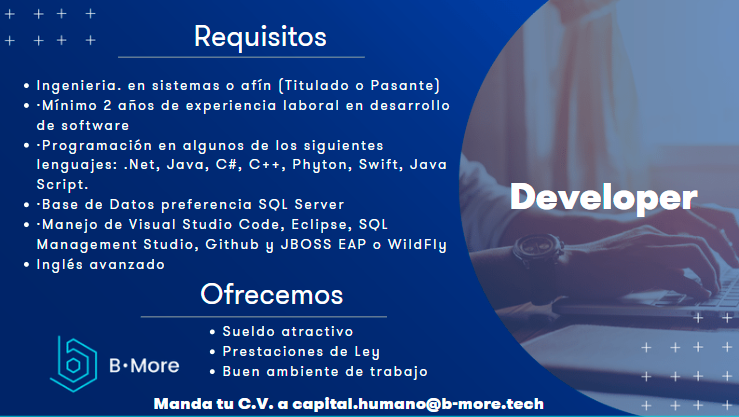 Requisitos
• Ingenieria. en sistemas o afín (Titulado o Pasante)
• -Mínimo 2 años de experiencia laboral en desarrollo
de software
• -Programación en algunos de los siguientes
lenguajes: .Net, Java, C#, C++, Phyton, Swift, Java
Script.
• -Base de Datos preferencia SQL Server
• -Manejo de Visual Studio Code, Eclipse, SQL
Management Studio, Github y JBOSS EAP o WildFly
• Inglés avanzado
Developer
Ofrecemos
• Sueldo atractivo
• Prestaciones de Ley
• Buen ambiente de trabajo
B•More
Manda tu C.V. a capital.humano@b-more.tech